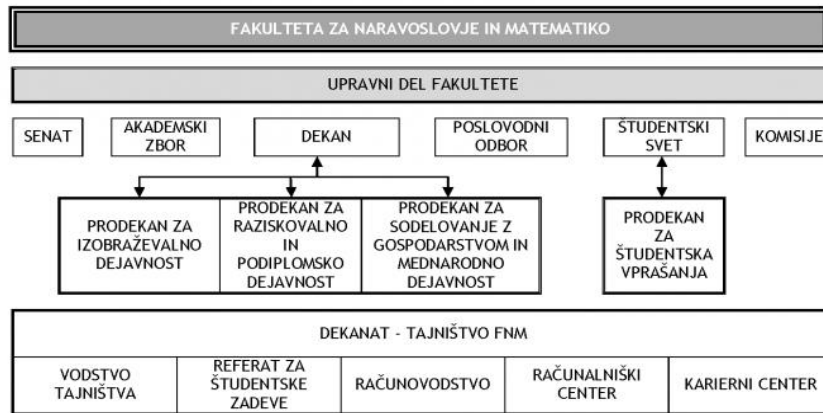 FAKULTETA ZA NARAVOSLOVJE IN MATEMATIKO
UPRAVNI DEL FAKULTETE
SENAT
AKADEMSKI
ZBOR
DEKAN
POSLOVODNI
ODBOR
ŠTUDENTSKI
SVET
KOMISIJE
PRODEKAN ZA
IZOBRAŽEVALNO
DEJAVNOST
PRODEKAN ZA
RAZISKOVALNO
IN
PODIPLOMSKO
DEJAVNOST
PRODEKAN ZA
SODELOVANJE Z
GOSPODARSTVOM IN
MEDNARODNO
DEJAVNOST
PRODEKAN
ZA
ŠTUDENTSKA
VPRAŠANJA
DEKANAT - TAJNIŠTVO FNM
VODSTVO
TAJNIŠTVA
REFERAT ZA
ŠTUDENTSKE
ZADEVE
RAČUNOVODSTVO
RAČUNALNIŠKI
CENTER
KARIERNI CENTER